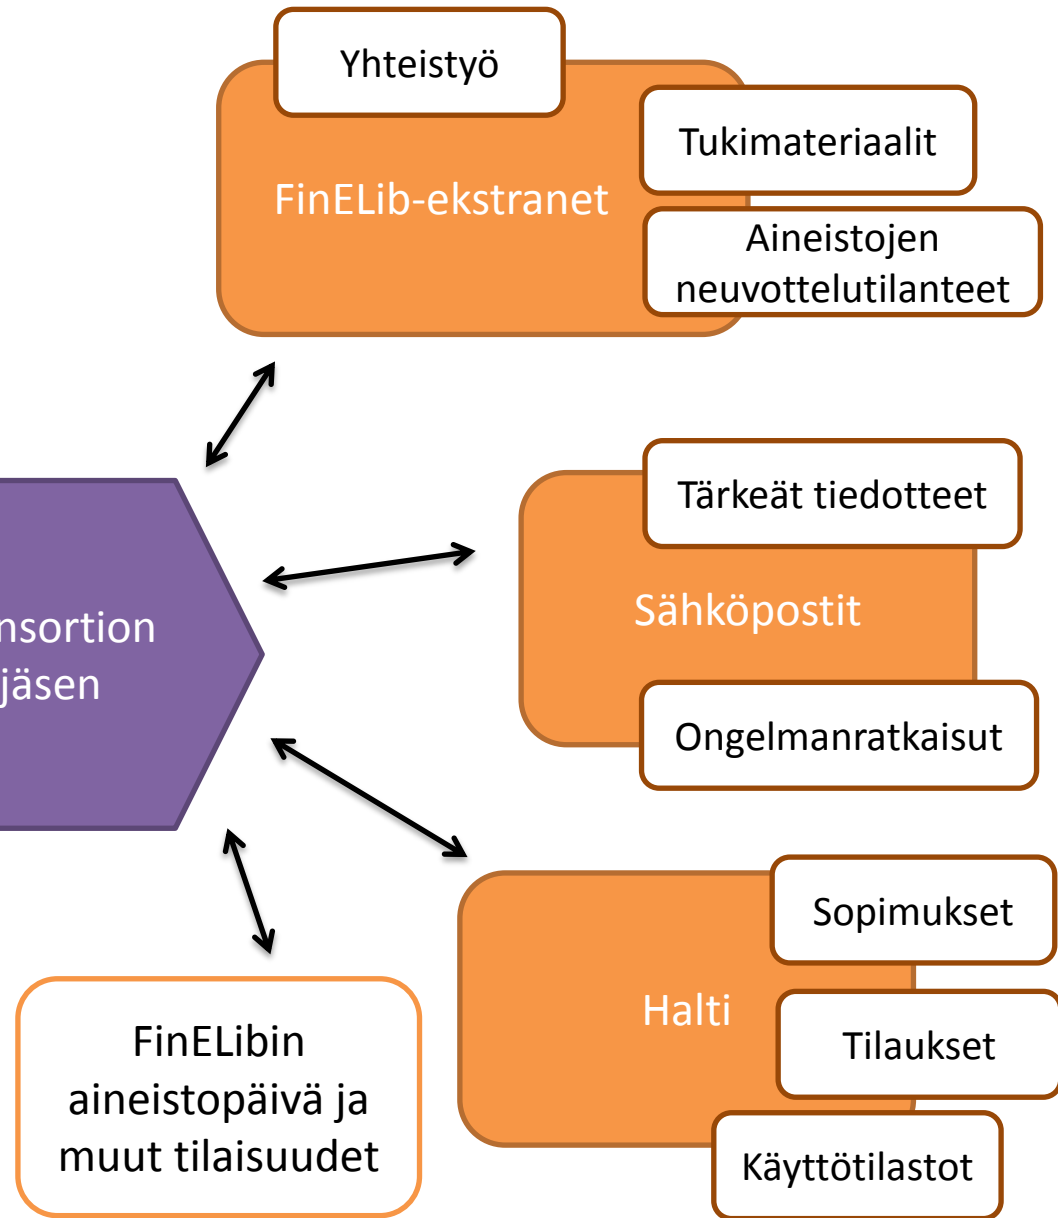 Yhteistyö
FinELib-ekstranet
Tukimateriaalit
Aineistojen
neuvottelutilanteet
Tärkeät tiedotteet
Sähköpostit
Ongelmanratkaisut
nsortion
jäsen
Sopimukset
Halti
Tilaukset
Käyttötilastot
FinELibin
aineistopäivä ja
muut tilaisuudet